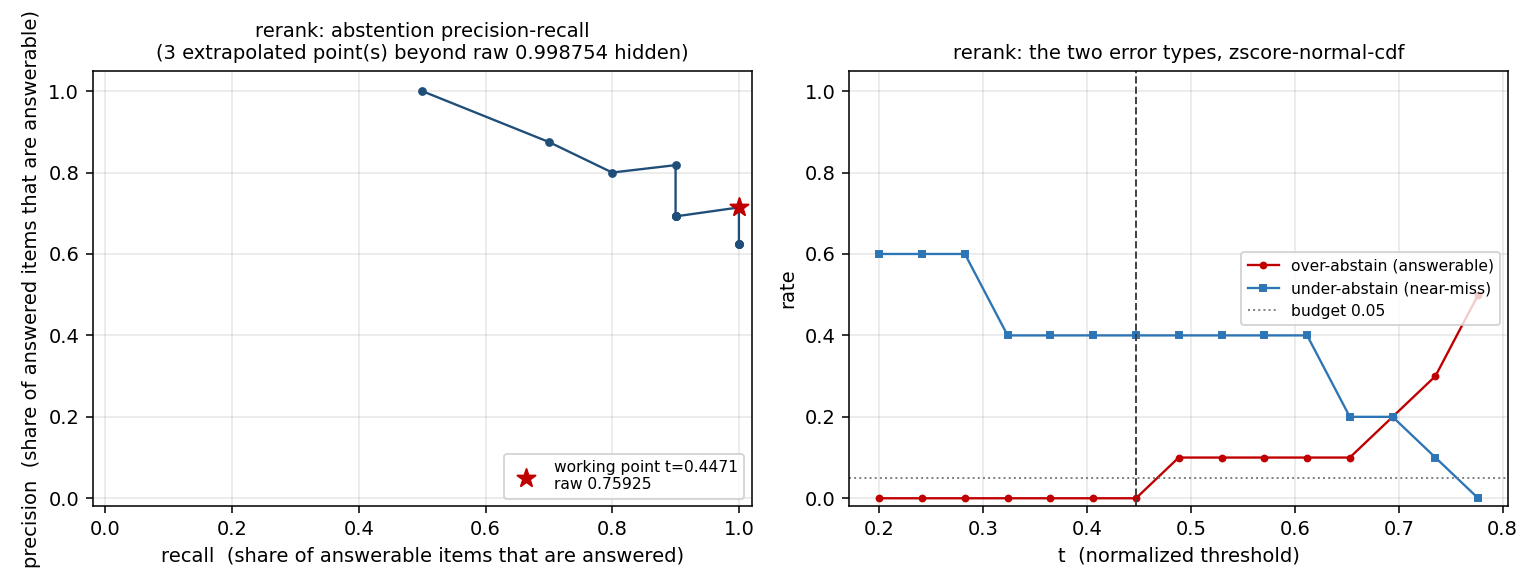 rerank: abstention precision-recall
(3 extrapolated point(s) beyond raw 0.998754 hidden)
precision  (share of answered items that are answerable)
1.0
0.8
0.6
0.4
0.2
0.0
working point t=0.4471
raw 0.75925
0.0 0.2 0.4 0.6 0.8 1.0
recall  (share of answerable items that are answered)
rerank: the two error types, zscore-normal-cdf
rate
1.0
0.8
0.6
0.4
0.2
0.0
over-abstain (answerable)
under-abstain (near-miss)
budget 0.05
0.2 0.3 0.4 0.5 0.6 0.7 0.8
t  (normalized threshold)